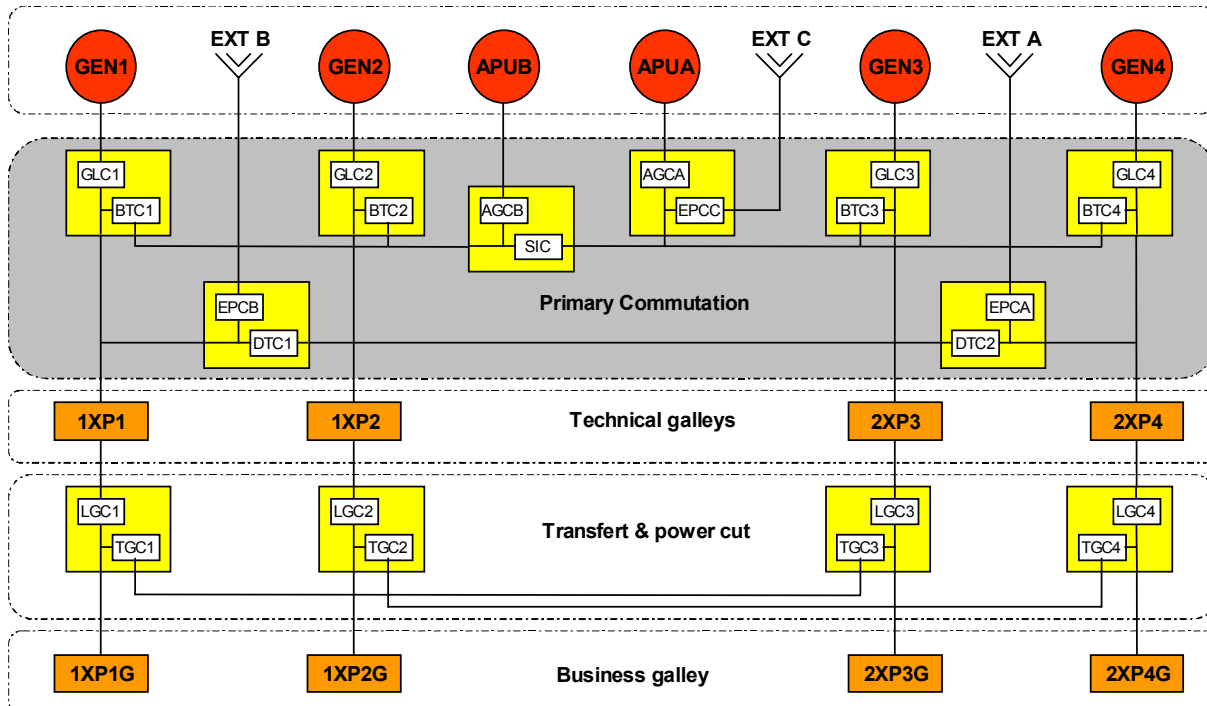 EXT B
EXT C
EXT A
GEN1
GEN2
APUB
APUA
GEN3
GEN4
GLC1
GLC2
AGCA
GLC3
GLC4
BTC1
BTC2
AGCB
EPCC
BTC3
BTC4
SIC
EPCB
Primary Commutation
EPCA
DTC1
DTC2
1XP1
1XP2
Technical galleys
2XP3
2XP4
LGC1
LGC2
LGC3
LGC4
Transfert & power cut
TGC1
TGC2
TGC3
TGC4
1XP1G
1XP2G
Business galley
2XP3G
2XP4G